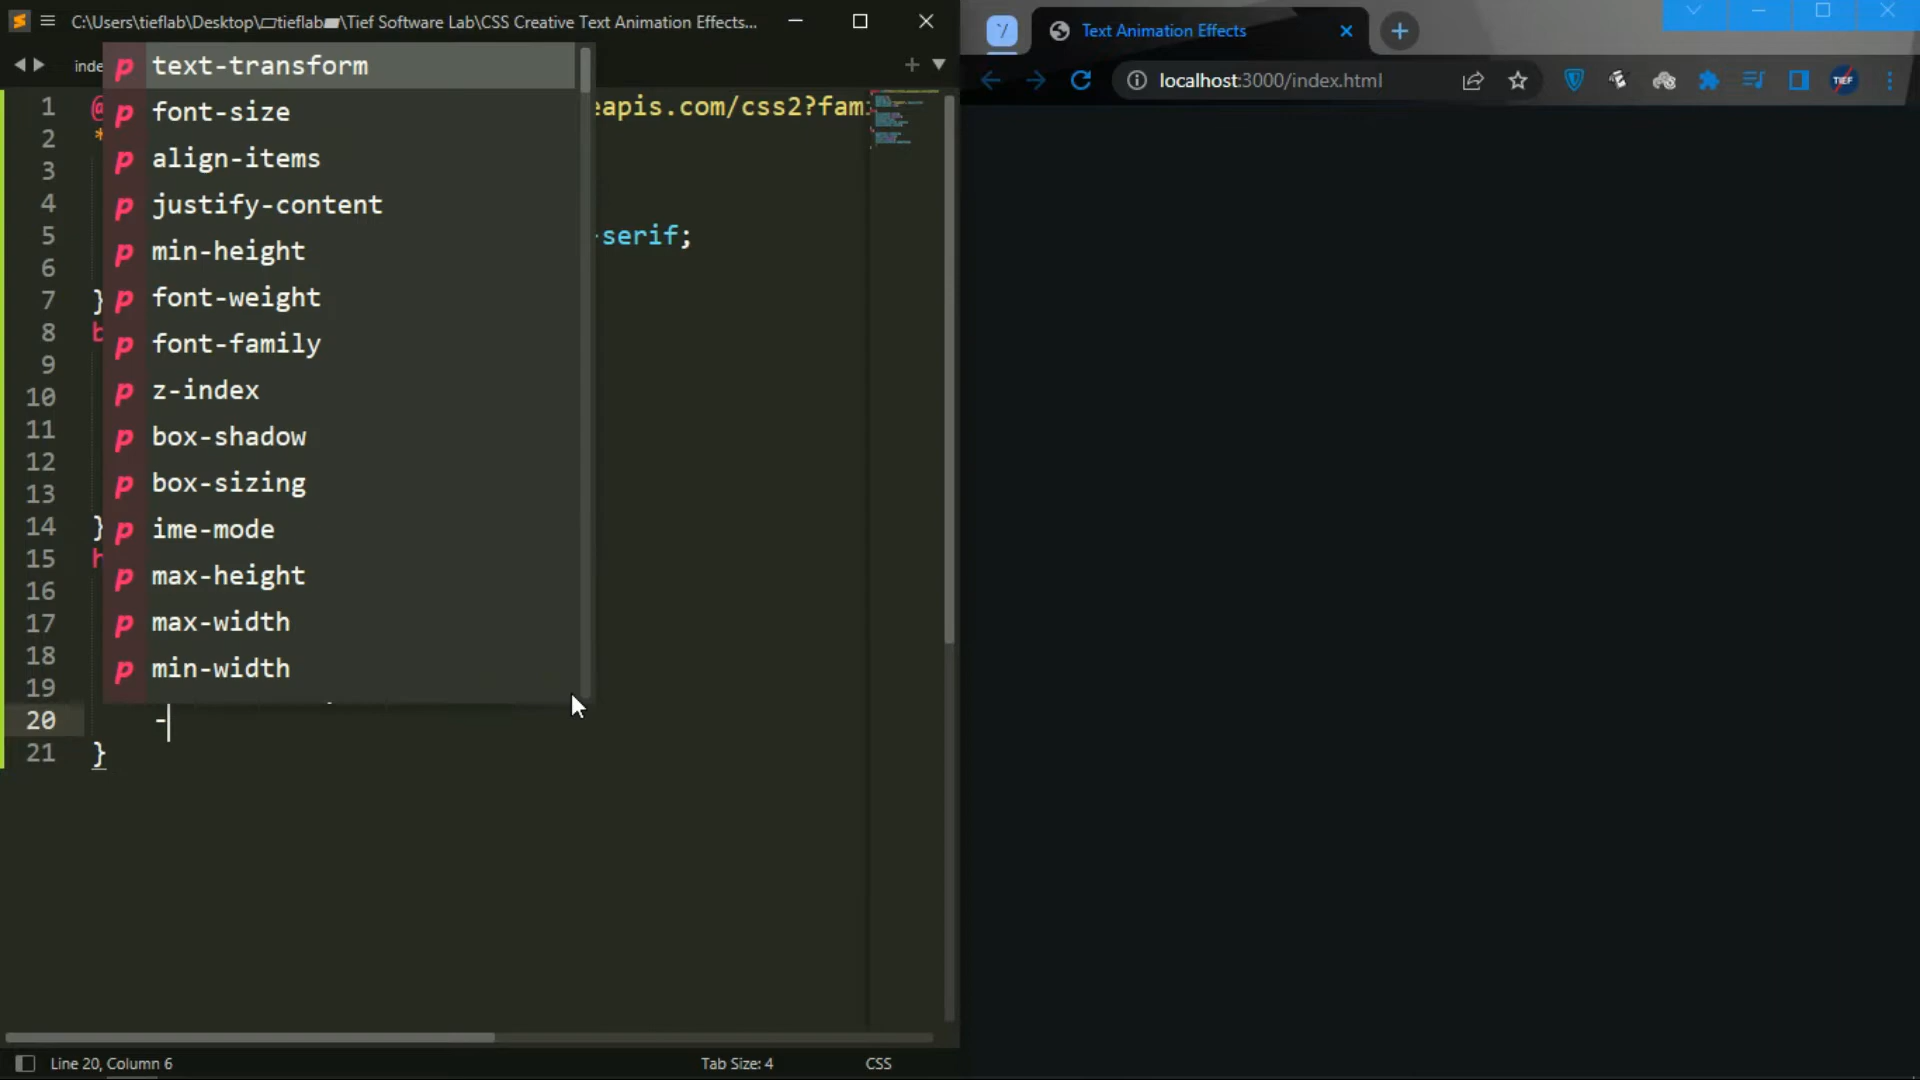 C:\Users\tieflab\Desktop\▭tieflab▰\Tief Software Lab\CSS Creative Text Animation Effects...
inde
text-transform
font-size
align-items
justify-content
min-height
font-weight
font-family
z-index
box-shadow
box-sizing
ime-mode
max-height
max-width
min-width
1 @ eapis.com/css2?fam
2 *
3
4
5 -serif;
6
7 }
8 b
9
10
11
12
13
14 }
15 h
16
17
18
19
20 -
21 }
Line 20, Column 6
Tab Size: 4
CSS
Text Animation Effects
localhost:3000/index.html
TIEF